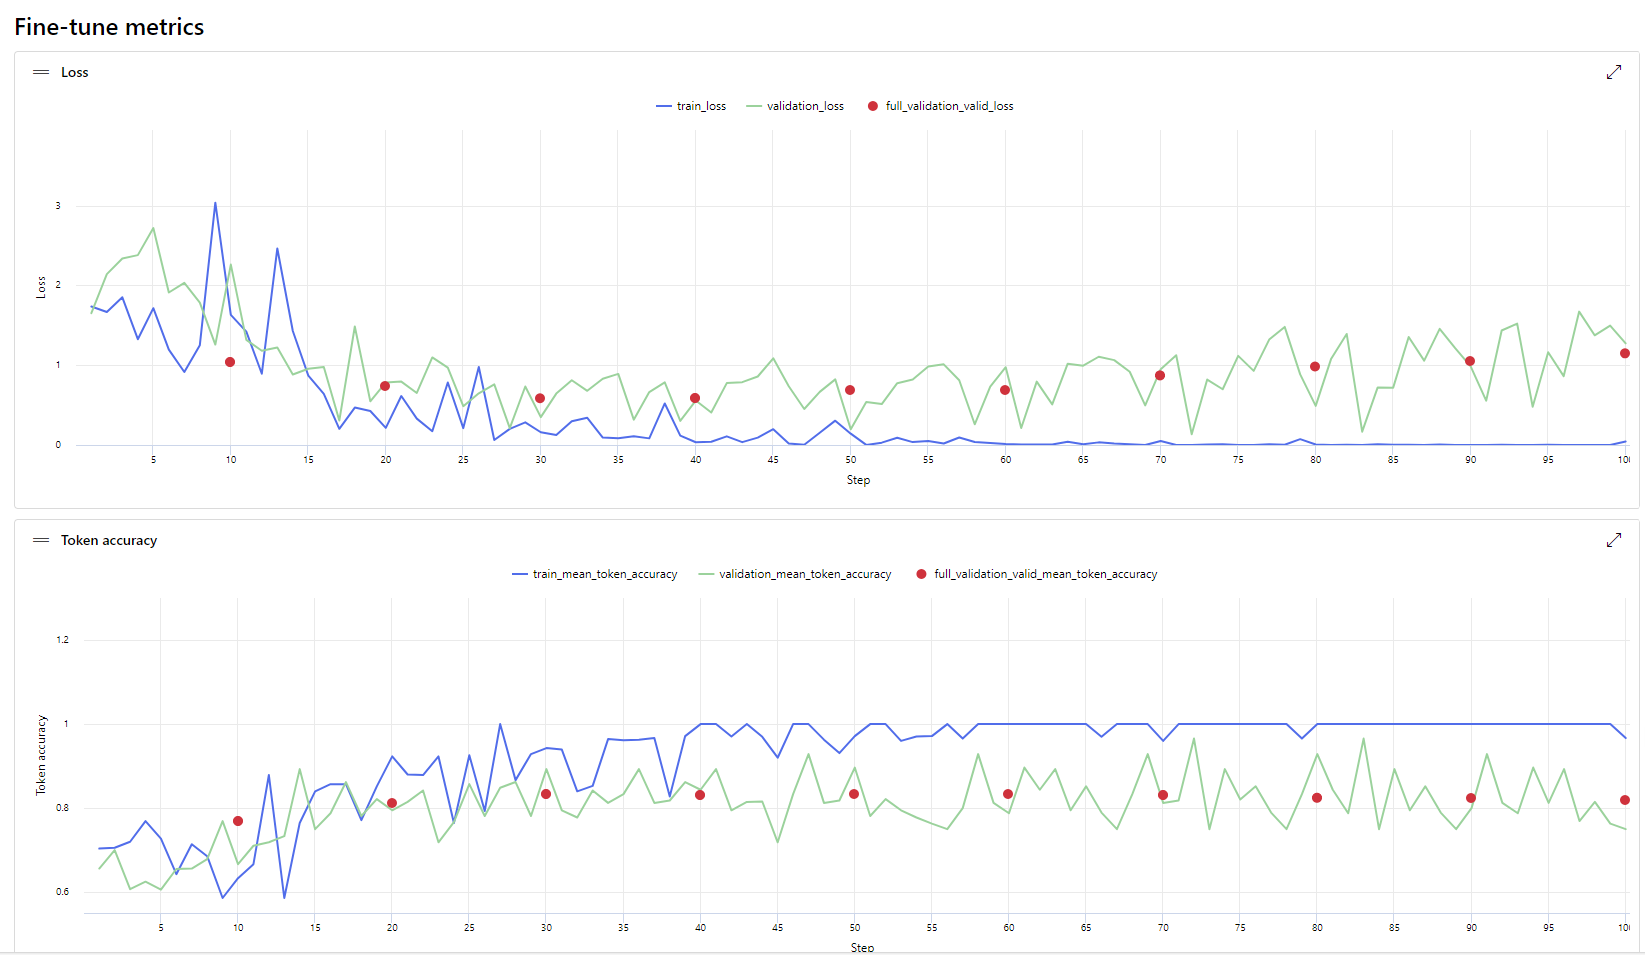 Fine-tune metrics
Loss
train_loss validation_loss full_validation_valid_loss
3
2
1
0
Loss
5 10 15 20 25 30 35 40 45 50 55 60 65 70 75 80 85 90 95 100
Step
Token accuracy
train_mean_token_accuracy validation_mean_token_accuracy full_validation_valid_mean_token_accuracy
1.2
1
0.8
0.6
Token accuracy
5 10 15 20 25 30 35 40 45 50 55 60 65 70 75 80 85 90 95 100
Step